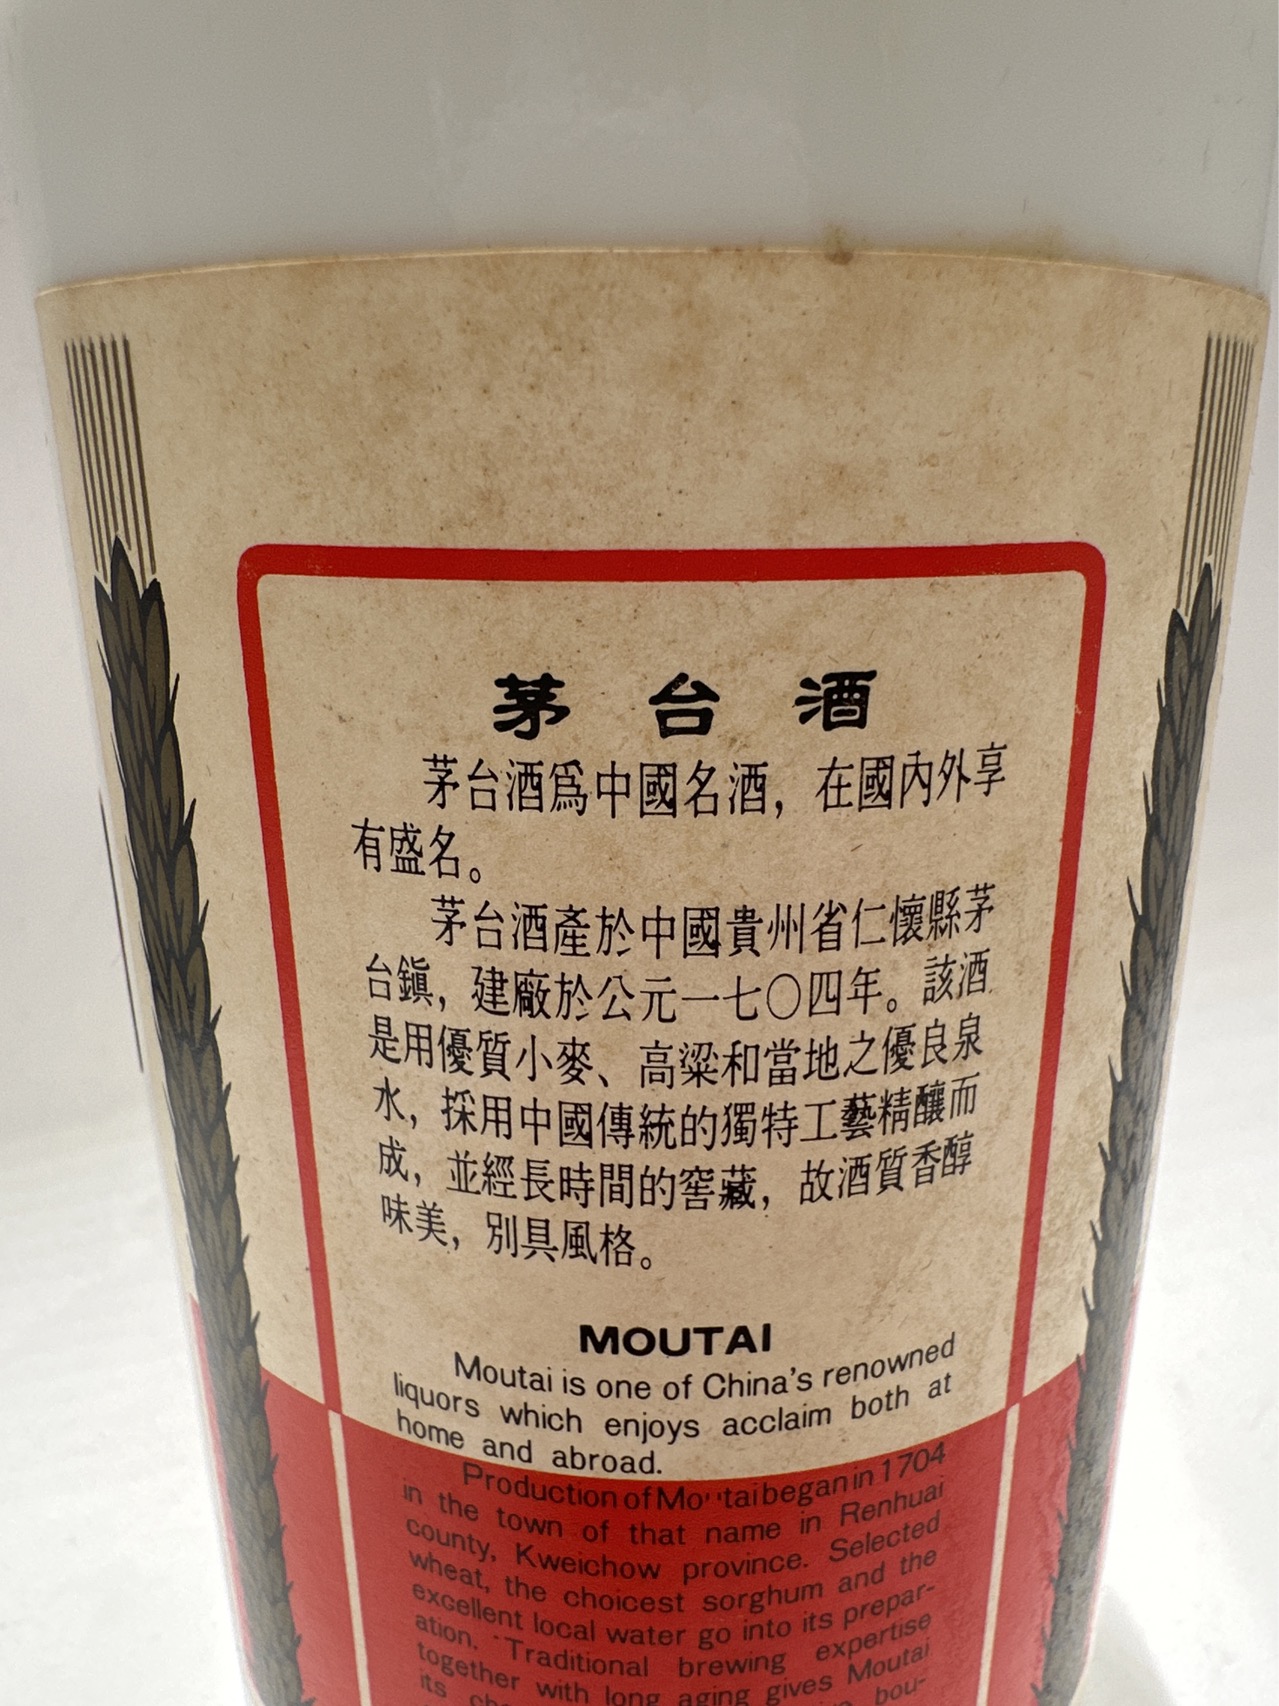 茅台酒
茅台酒爲中國名酒，在國內外享
有盛名。
茅台酒產於中國貴州省仁懷縣茅
台鎭，建廠於公元一七〇四年。該酒
是用優質小麥、高粱和當地之優良泉
水，採用中國傳統的獨特工藝精釀而
成，並經長時間的窖藏，故酒質香醇
味美，別具風格。
MOUTAI
Moutai is one of China's renowned
liquors which enjoys acclaim both at
home and abroad.
Production of Moutai began in 1704
in the town of that name in Renhuai
county, Kweichow province. Selected
wheat, the choicest sorghum and the
excellent local water go into its prepar-
ation. Traditional brewing expertise
together with long aging gives Moutai
its bou-